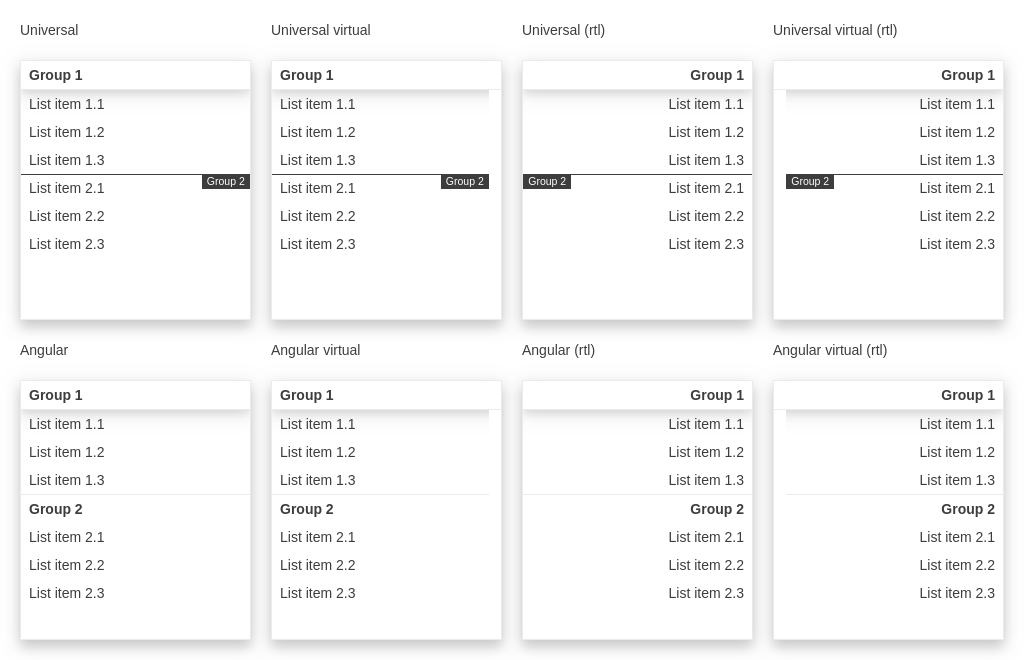 Universal
Group 1
List item 1.1
List item 1.2
List item 1.3
Group 2
List item 2.1
List item 2.2
List item 2.3
Universal virtual
Group 1
List item 1.1
List item 1.2
List item 1.3
Group 2
List item 2.1
List item 2.2
List item 2.3
Universal (rtl)
Group 1
List item 1.1
List item 1.2
List item 1.3
Group 2
List item 2.1
List item 2.2
List item 2.3
Universal virtual (rtl)
Group 1
List item 1.1
List item 1.2
List item 1.3
Group 2
List item 2.1
List item 2.2
List item 2.3
Angular
Group 1
List item 1.1
List item 1.2
List item 1.3
Group 2
List item 2.1
List item 2.2
List item 2.3
Angular virtual
Group 1
List item 1.1
List item 1.2
List item 1.3
Group 2
List item 2.1
List item 2.2
List item 2.3
Angular (rtl)
Group 1
List item 1.1
List item 1.2
List item 1.3
Group 2
List item 2.1
List item 2.2
List item 2.3
Angular virtual (rtl)
Group 1
List item 1.1
List item 1.2
List item 1.3
Group 2
List item 2.1
List item 2.2
List item 2.3